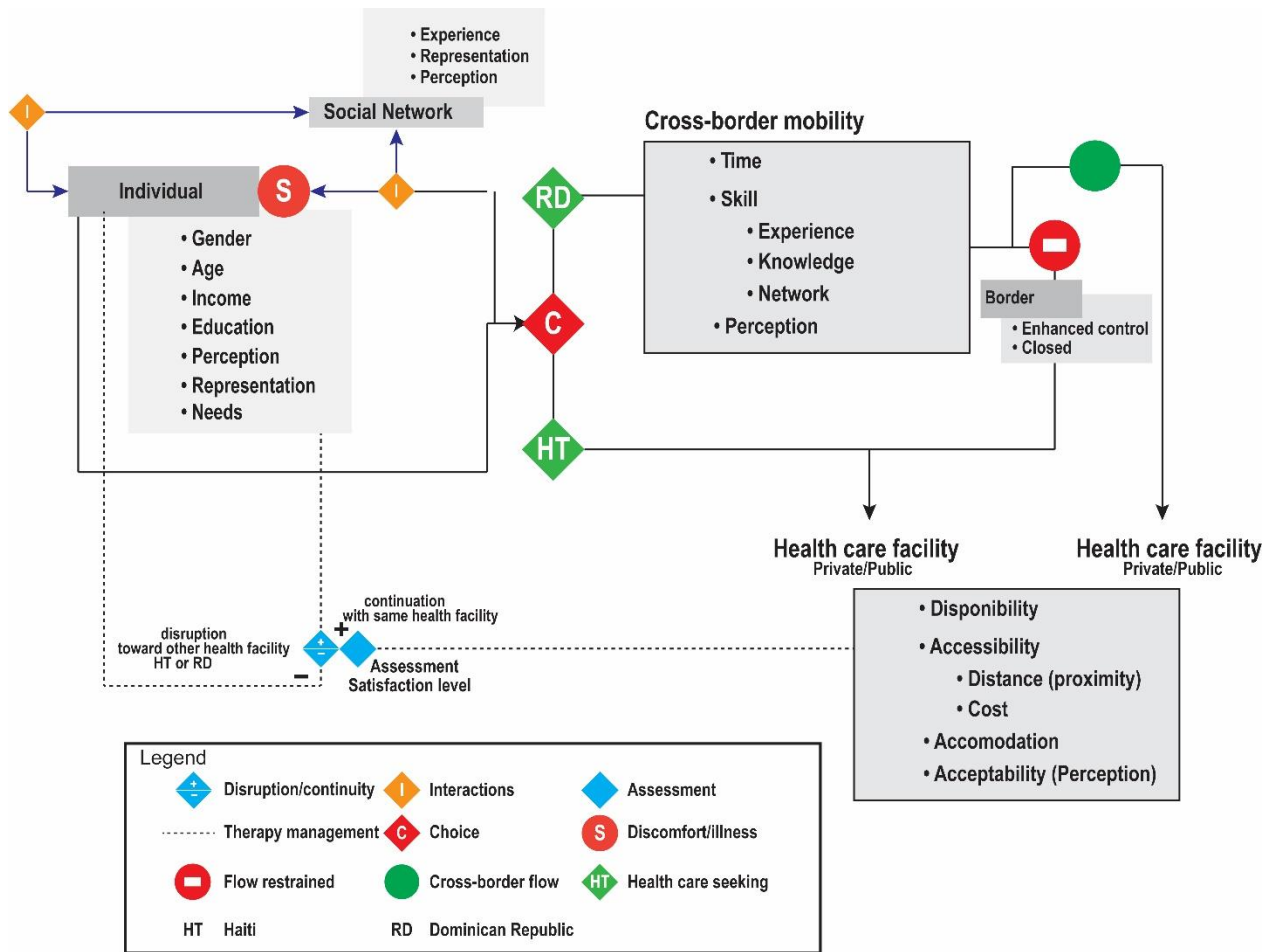 • Experience
• Representation
• Perception
I
Social Network
Individual
S
I
• Gender
• Age
• Income
• Education
• Perception
• Representation
• Needs
RD
C
HT
Cross-border mobility
• Time
• Skill
• Experience
• Knowledge
• Network
• Perception
Border
• Enhanced control
• Closed
Health care facility
Private/Public
Health care facility
Private/Public
• Disponibility
• Accessibility
• Distance (proximity)
• Cost
• Accomodation
• Acceptability (Perception)
continuation
with same health facility
disruption
toward other health facility
HT or RD
+
−
+
−
Assessment
Satisfaction level
Legend
+
−
Disruption/continuity
I Interactions
Assessment
Therapy management
C Choice
S Discomfort/illness
Flow restrained
Cross-border flow
HT Health care seeking
HT Haiti
RD Dominican Republic